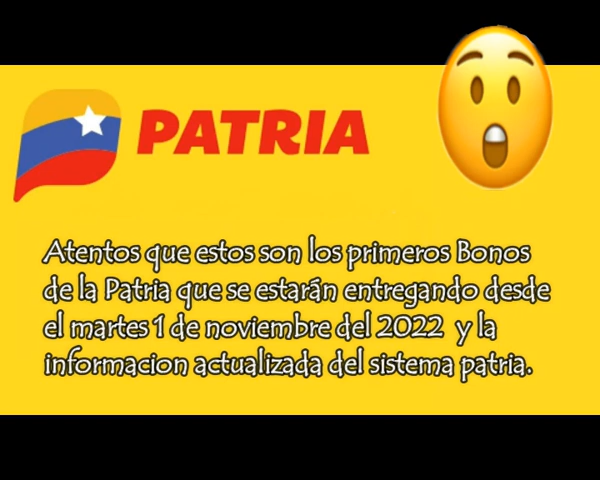 PATRIA
Atentos que estos son los primeros Bonos
de la Patria que se estarán entregando desde
el martes 1 de noviembre del 2022 y la
informacion actualizada del sistema patria.